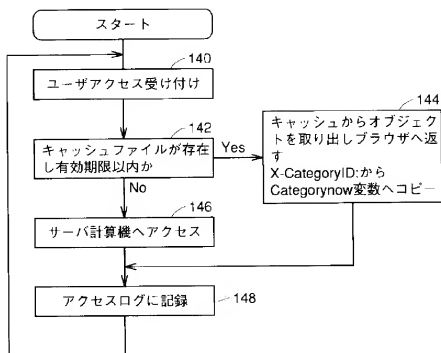 スタート
140
ユーザアクセス受け付け
142
キャッシュファイルが存在
し有効期限以内か
Yes
No
144
キャッシュからオブジェク
トを取り出しブラウザへ返
す
X-CategoryID:から
Categorynow変数へコピー
146
サーバ計算機へアクセス
アクセスログに記録
148